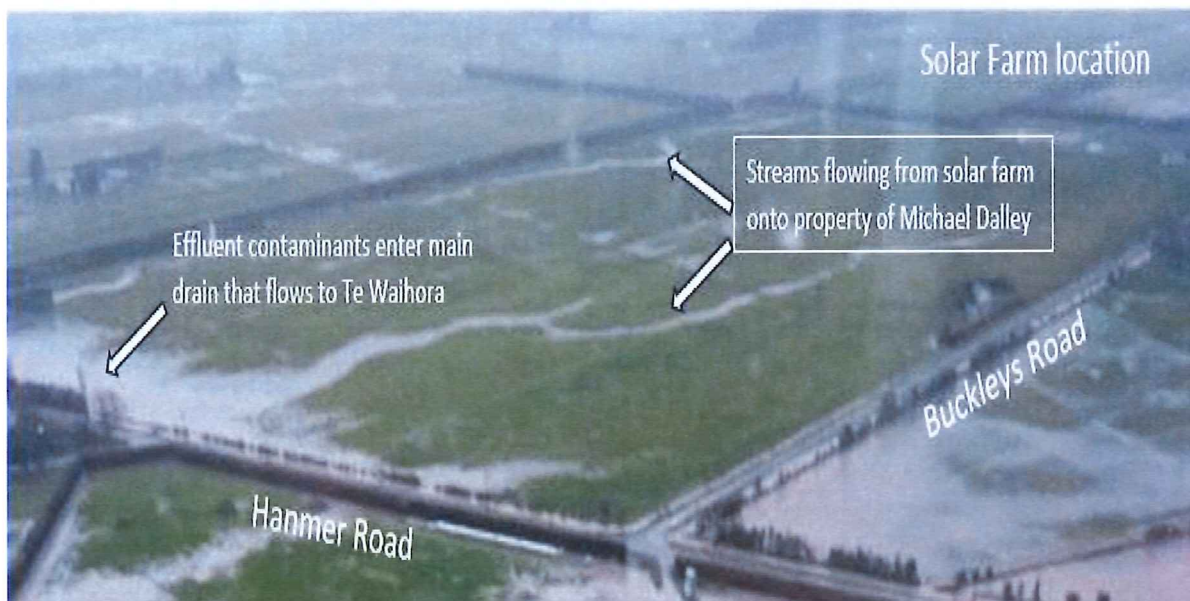 Solar Farm location
Streams flowing from solar farm
onto property of Michael Dalley
Effluent contaminants enter main
drain that flows to Te Waihora
Buckleys Road
Hanmer Road